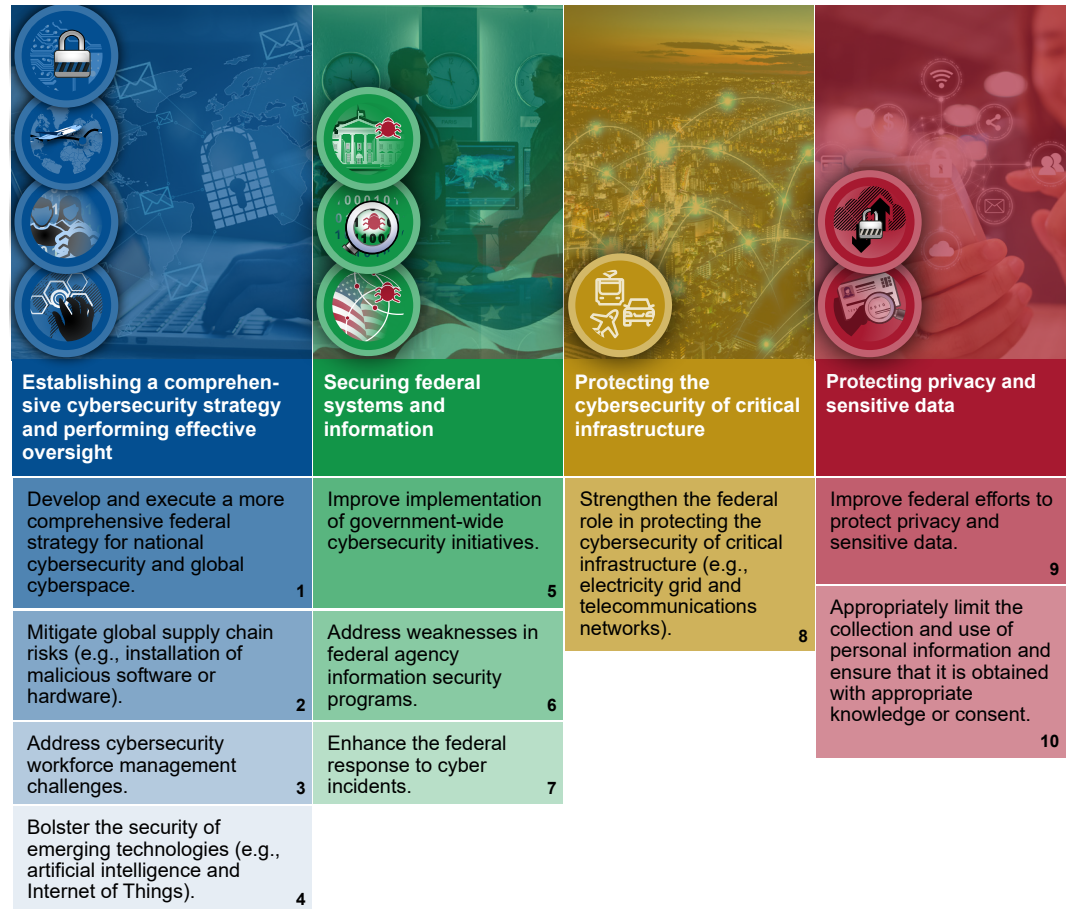 Establishing a comprehen-
sive cybersecurity strategy
and performing effective
oversight
Develop and execute a more
comprehensive federal
strategy for national
cybersecurity and global
cyberspace.
1
Mitigate global supply chain
risks (e.g., installation of
malicious software or
hardware).
2
Address cybersecurity
workforce management
challenges.
3
Bolster the security of
emerging technologies (e.g.,
artificial intelligence and
Internet of Things).
4
Securing federal
systems and
information
Improve implementation
of government-wide
cybersecurity initiatives.
5
Address weaknesses in
federal agency
information security
programs.
6
Enhance the federal
response to cyber
incidents.
7
Protecting the
cybersecurity of critical
infrastructure
Strengthen the federal
role in protecting the
cybersecurity of critical
infrastructure (e.g.,
electricity grid and
telecommunications
networks).
8
Protecting privacy and
sensitive data
Improve federal efforts to
protect privacy and
sensitive data.
9
Appropriately limit the
collection and use of
personal information and
ensure that it is obtained
with appropriate
knowledge or consent.
10